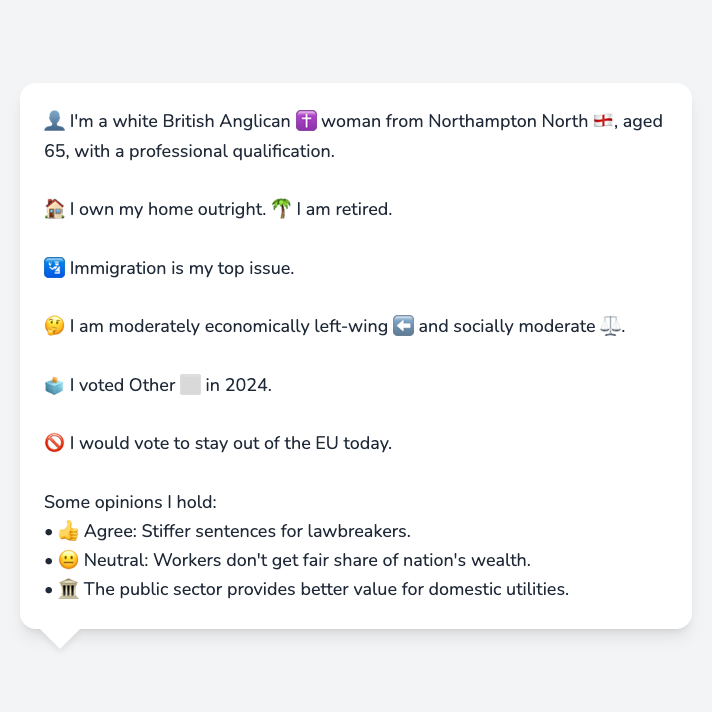 👤 I'm a white British Anglican ✝️ woman from Northampton North 🏴󠁧󠁢󠁥󠁮󠁧󠁿, aged
65, with a professional qualification.
🏠 I own my home outright. 🌴 I am retired.
🛂 Immigration is my top issue.
🤔 I am moderately economically left-wing ⬅️ and socially moderate ⚖️.
🗳️ I voted Other ⬜ in 2024.
🚫 I would vote to stay out of the EU today.
Some opinions I hold:
• 👍 Agree: Stiffer sentences for lawbreakers.
• 😐 Neutral: Workers don't get fair share of nation's wealth.
• 🏛️ The public sector provides better value for domestic utilities.